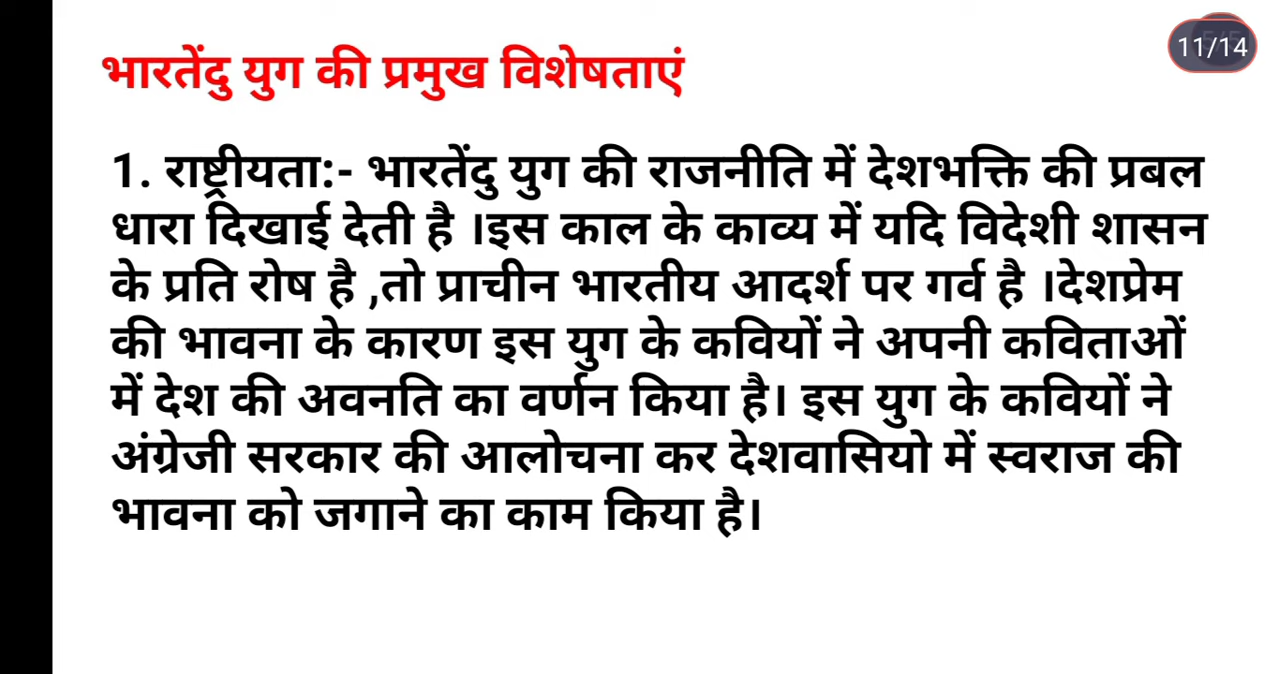 भारतेंदु युग की प्रमुख विशेषताएं
11/14
1. राष्ट्रीयता:- भारतेंदु युग की राजनीति में देशभक्ति की प्रबल
धारा दिखाई देती है ।इस काल के काव्य में यदि विदेशी शासन
के प्रति रोष है ,तो प्राचीन भारतीय आदर्श पर गर्व है ।देशप्रेम
की भावना के कारण इस युग के कवियों ने अपनी कविताओं
में देश की अवनति का वर्णन किया है। इस युग के कवियों ने
अंग्रेजी सरकार की आलोचना कर देशवासियो में स्वराज की
भावना को जगाने का काम किया है।